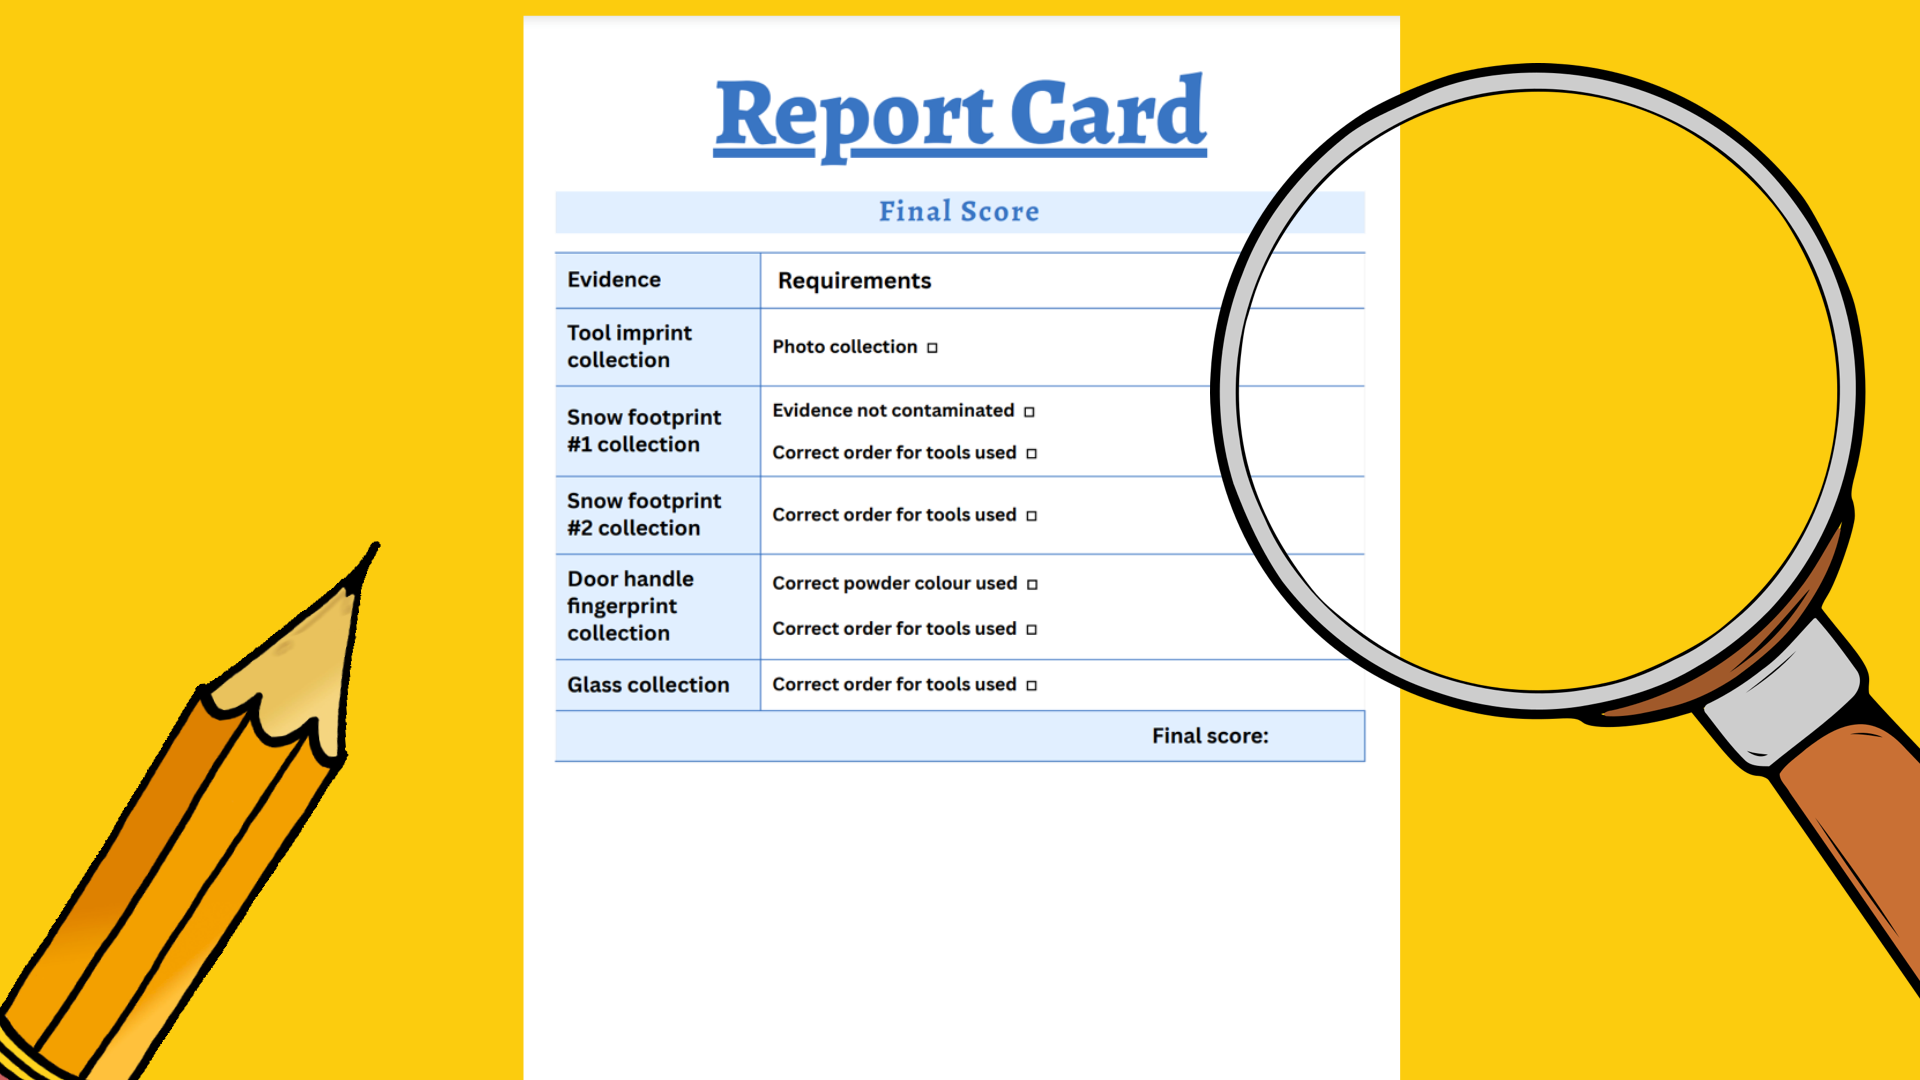 Report Card
Final Score
Evidence
Requirements
Tool imprint
collection
Photo collection
Snow footprint
#1 collection
Evidence not contaminated
Correct order for tools used
Snow footprint
#2 collection
Correct order for tools used
Door handle
fingerprint
collection
Correct powder colour used
Correct order for tools used
Glass collection
Correct order for tools used
Final score: